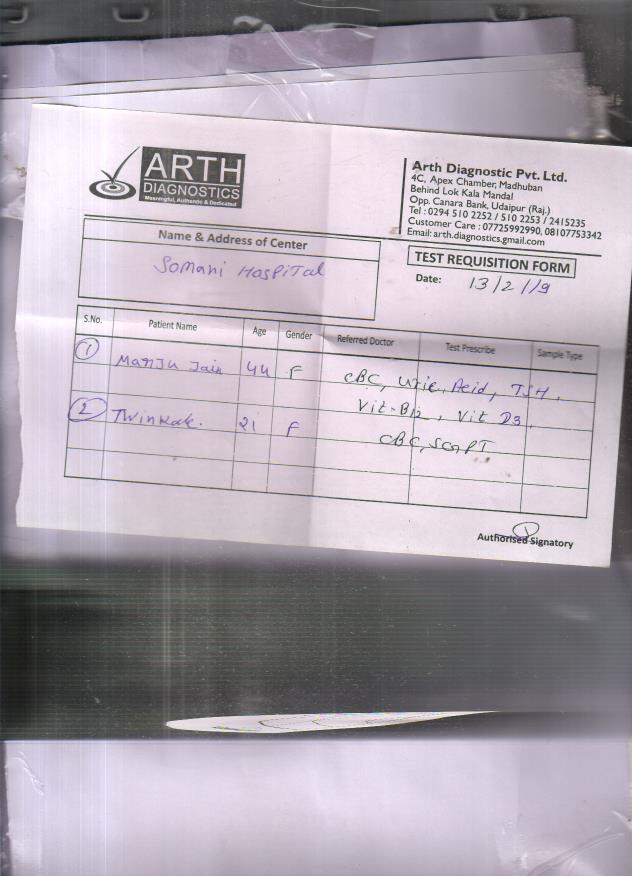 ARTH
DIAGNOSTICS
Meaningful, Authentic & Dedicated
Arth Diagnostic Pvt. Ltd.
4C, Apex Chamber, Madhuban
Behind Lok Kala Mandal
Opp. Canara Bank, Udaipur (Raj.)
Tel : 0294 510 2252 / 510 2253 / 2415235
Customer Care : 07725992990, 08107753342
Email: arth.diagnostics.gmail.com
Name & Address of Center
Somani Hospital
TEST REQUISITION FORM
Date: 13/2/19
S.No. Patient Name Age Gender Referred Doctor Test Prescribe Sample Type
1 Manju Jain 44 F CBC, Uric Acid, TSH,
Vit-B12, Vit D3,
2 Twinkle. 21 F CBC, SGPT
Authorised Signatory